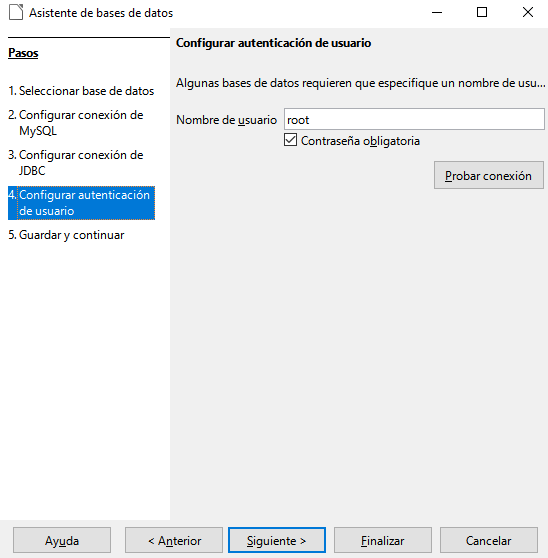 Asistente de bases de datos
Pasos
1. Seleccionar base de datos
2. Configurar conexión de
MySQL
3. Configurar conexión de
JDBC
4. Configurar autenticación
de usuario
5. Guardar y continuar
Configurar autenticación de usuario
Algunas bases de datos requieren que especifique un nombre de usu...
Nombre de usuario root
Contraseña obligatoria
Probar conexión
Ayuda < Anterior Siguiente > Finalizar Cancelar